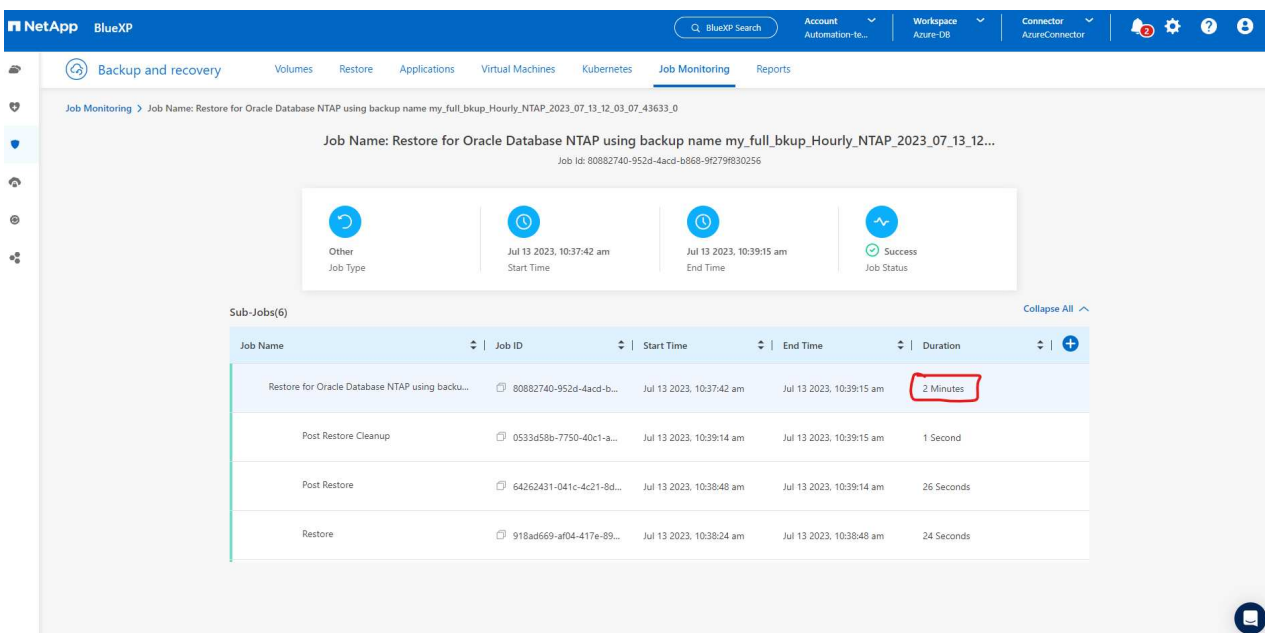 NetApp BlueXP BlueXP Search Account Workspace Connector 2
Automation-te... Azure-DB AzureConnector
Backup and recovery Volumes Restore Applications Virtual Machines Kubernetes Job Monitoring Reports
Job Monitoring > Job Name: Restore for Oracle Database NTAP using backup name my_full_bkup_Hourly_NTAP_2023_07_13_12_03_07_43633_0
Job Name: Restore for Oracle Database NTAP using backup name my_full_bkup_Hourly_NTAP_2023_07_13_12...
Job Id: 80882740-952d-4acd-b868-9f279f830256
Other Jul 13 2023, 10:37:42 am Jul 13 2023, 10:39:15 am Success
Job Type Start Time End Time Job Status
Sub-Jobs(6) Collapse All
Job Name Job ID Start Time End Time Duration
Restore for Oracle Database NTAP using backu... 80882740-952d-4acd-b... Jul 13 2023, 10:37:42 am Jul 13 2023, 10:39:15 am 2 Minutes
Post Restore Cleanup 0533d58b-7750-40c1-a... Jul 13 2023, 10:39:14 am Jul 13 2023, 10:39:15 am 1 Second
Post Restore 64262431-041c-4c21-8d... Jul 13 2023, 10:38:48 am Jul 13 2023, 10:39:14 am 26 Seconds
Restore 918ad669-af04-417e-89... Jul 13 2023, 10:38:24 am Jul 13 2023, 10:38:48 am 24 Seconds